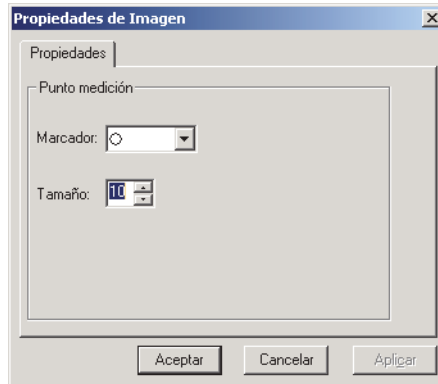 Propiedades de Imagen
Propiedades
Punto medición
Marcador:
Tamaño: 10
Aceptar Cancelar Aplicar